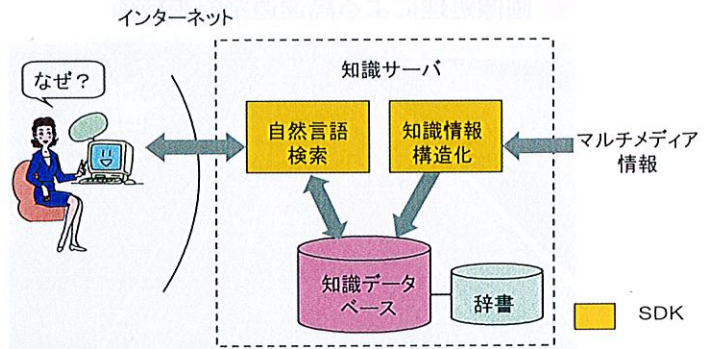 インターネット
知識サーバ
なぜ？
自然言語
検索
知識情報
構造化
マルチメディア
情報
知識データ
ベース
辞書
SDK